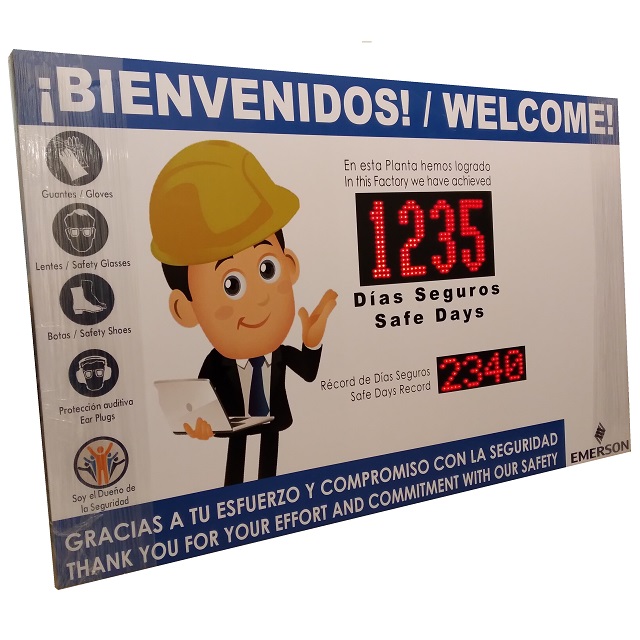 ¡BIENVENIDOS! / WELCOME!
Guantes / Gloves
Lentes / Safety Glasses
Botas / Safety Shoes
Protección auditiva
Ear Plugs
Soy el Dueño de
la Seguridad
En esta Planta hemos logrado
In this Factory we have achieved
1235
Días Seguros
Safe Days
Récord de Días Seguros
Safe Days Record
2340
EMERSON
GRACIAS A TU ESFUERZO Y COMPROMISO CON LA SEGURIDAD
THANK YOU FOR YOUR EFFORT AND COMMITMENT WITH OUR SAFETY